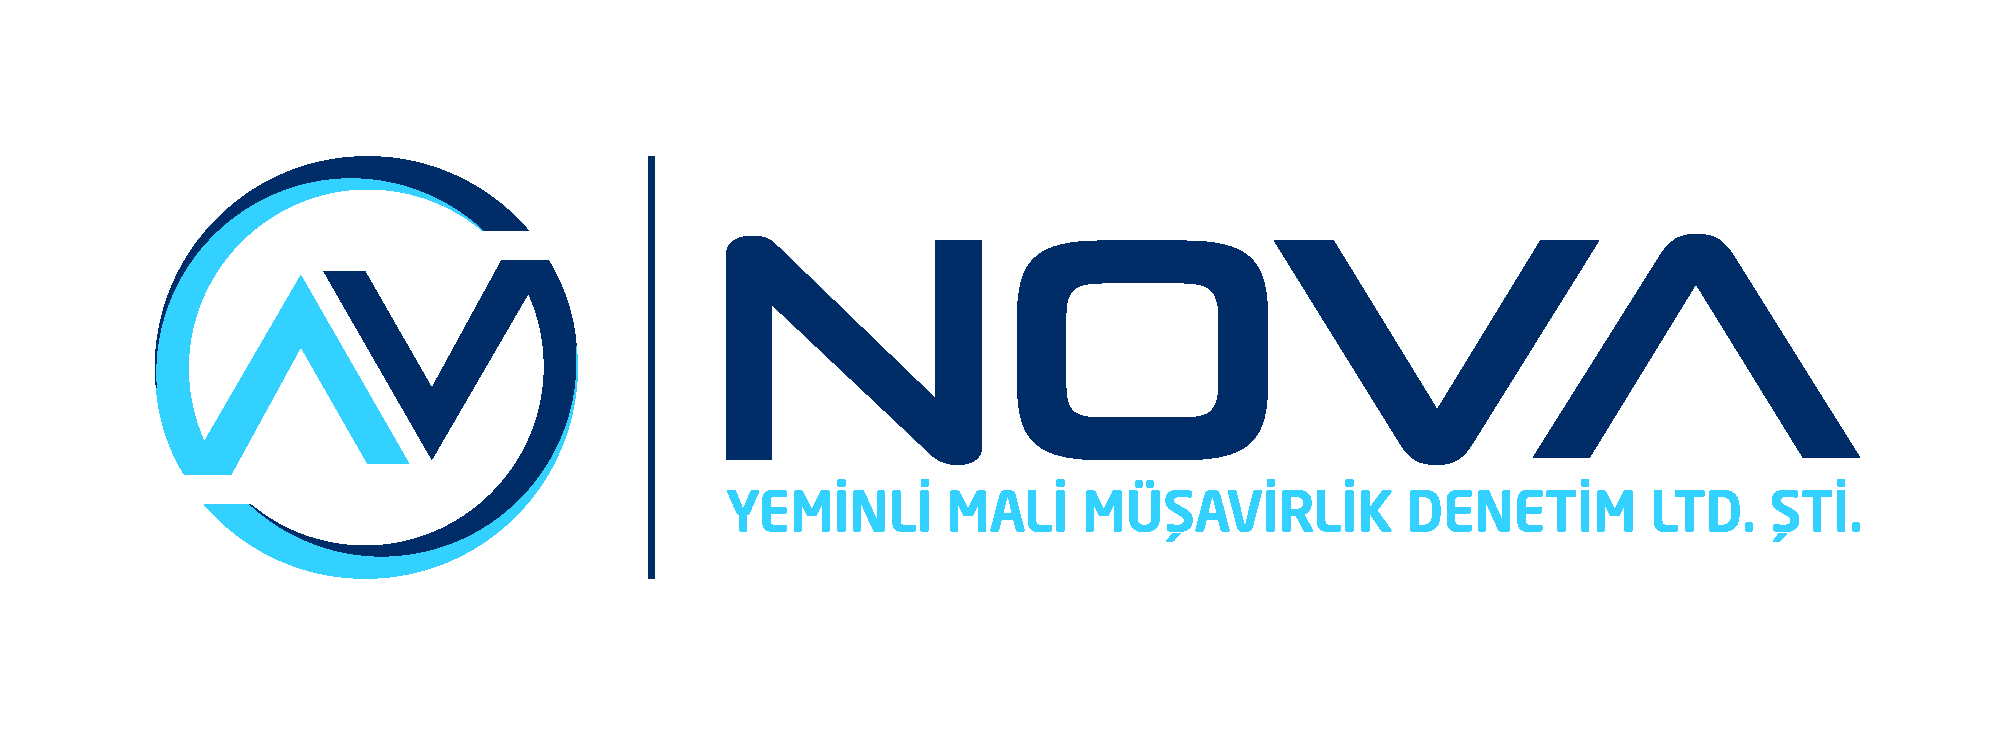 NOVA
YEMİNLİ MALİ MÜŞAVİRLİK DENETİM LTD. ŞTİ.